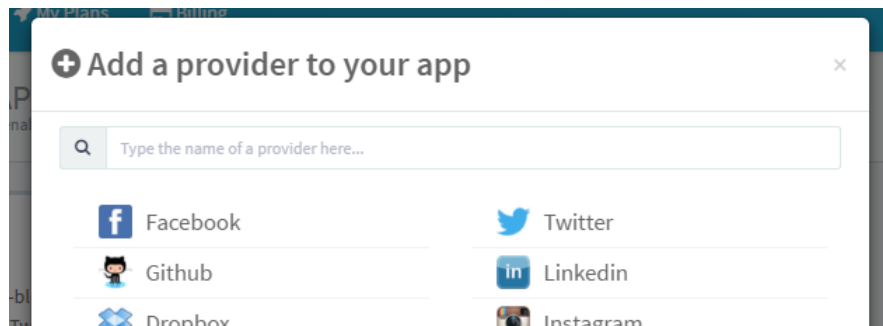 My Plans Billing
Add a provider to your app
×
Type the name of a provider here...
Facebook Twitter
Github Linkedin
Dropbox Instagram